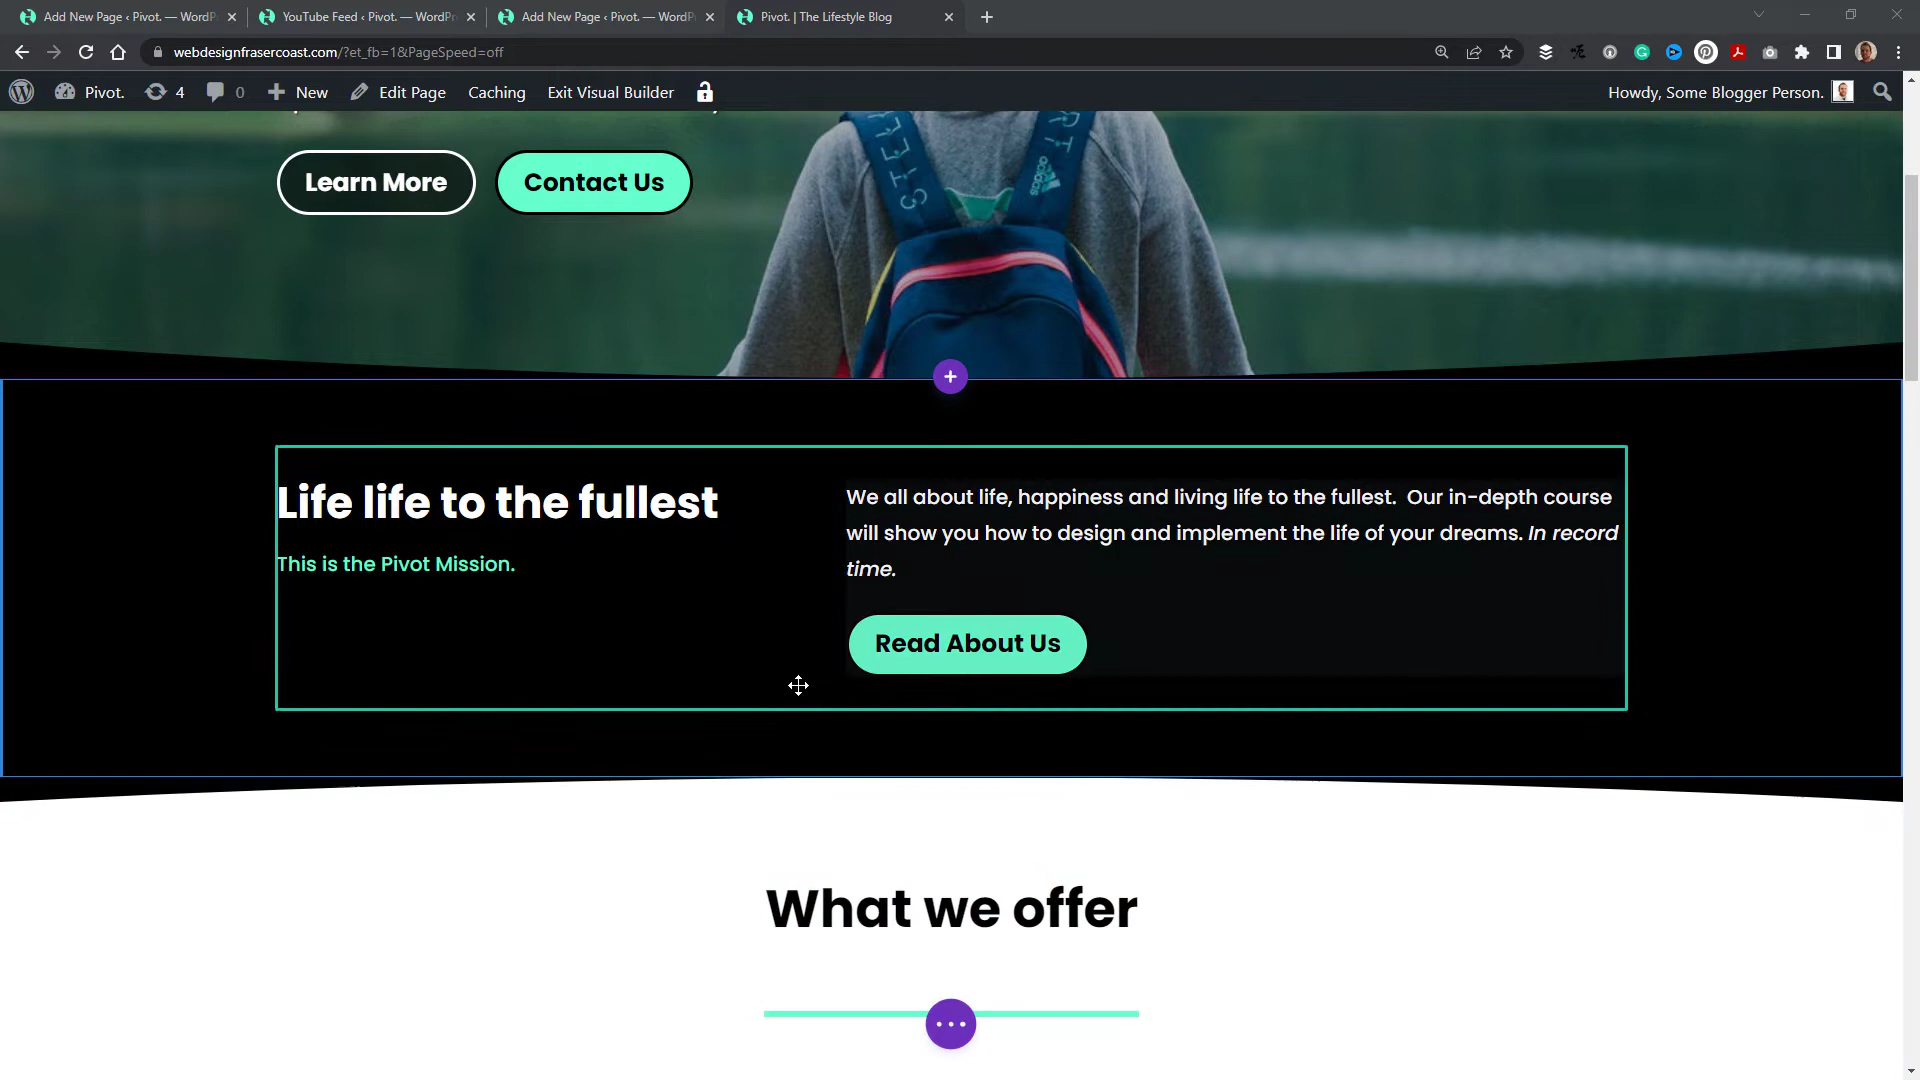 Add New Page ‹ Pivot. — WordP
YouTube Feed ‹ Pivot. — WordPr
Add New Page ‹ Pivot. — WordP
Pivot. | The Lifestyle Blog
webdesignfrasercoast.com/?et_fb=1&PageSpeed=off
Pivot. 4 0 New Edit Page Caching Exit Visual Builder
Howdy, Some Blogger Person.
adidas
Learn More
Contact Us
Life life to the fullest
This is the Pivot Mission.
We all about life, happiness and living life to the fullest.  Our in-depth course
will show you how to design and implement the life of your dreams. In record
time.
Read About Us
What we offer